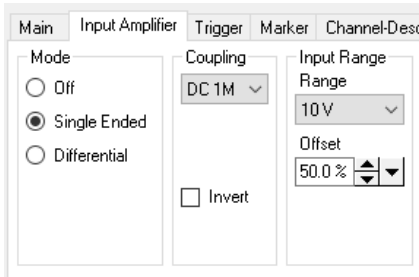 Main Input Amplifier Trigger Marker Channel-Desc
Mode
Off
Single Ended
Differential
Coupling
DC 1M
Invert
Input Range
Range
10 V
Offset
50.0 %